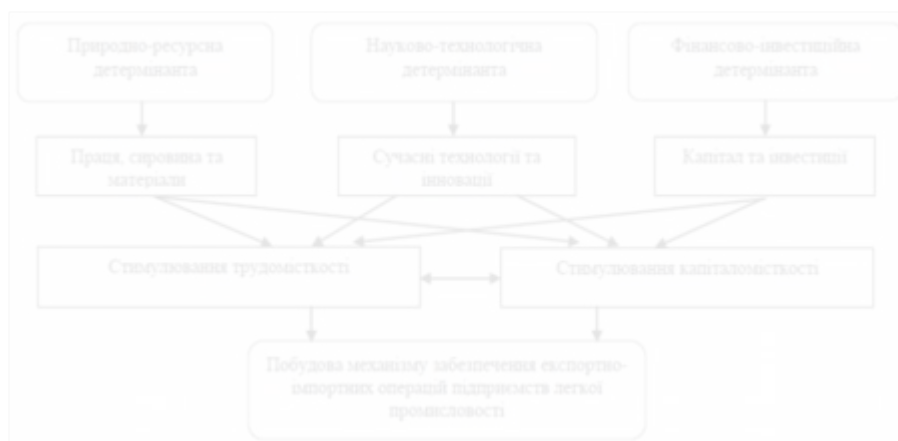 Природно-ресурсна
детермінанта
Науково-технологічна
детермінанта
Фінансово-інвестиційна
детермінанта
Праця, сировина та
матеріали
Сучасні технології та
інновації
Капітал та інвестиції
Стимулювання трудомісткості
Стимулювання капіталомісткості
Побудова механізму забезпечення експортно-
імпортних операцій підприємств легкої
промисловості